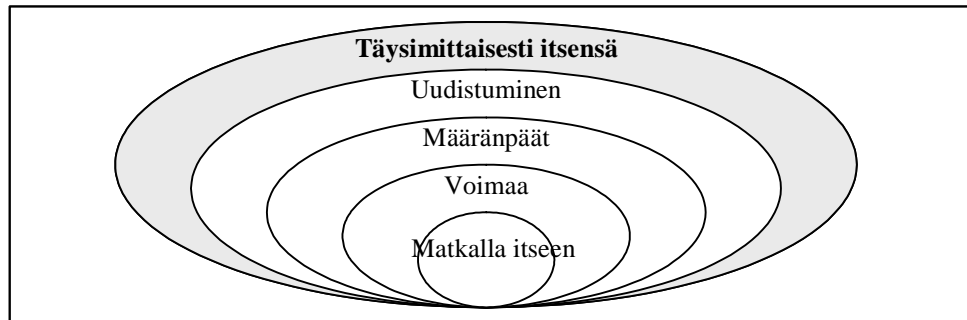 Täysimittaisesti itsensä
Uudistuminen
Määränpäät
Voimaa
Matkalla itseen